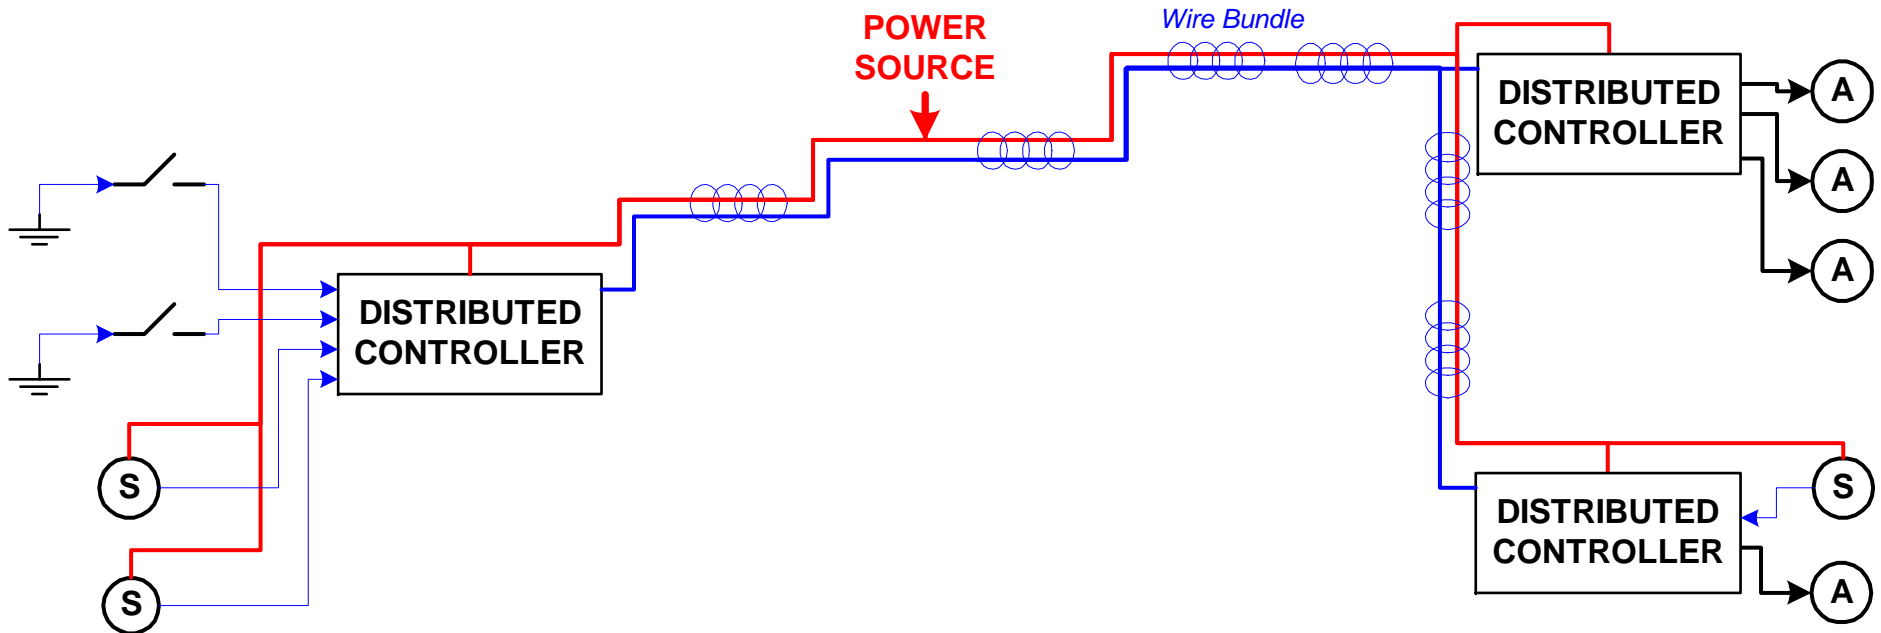 POWER
SOURCE
Wire Bundle
DISTRIBUTED
CONTROLLER
A
A
A
DISTRIBUTED
CONTROLLER
S
S
DISTRIBUTED
CONTROLLER
S
A